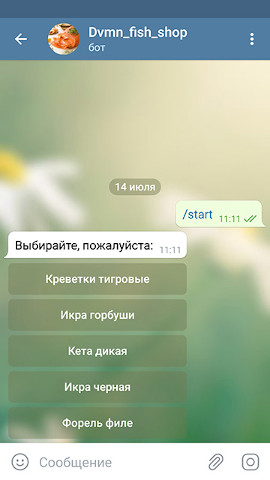 Dvmn_fish_shop
бот
14 июля
/start 11:11
Выбирайте, пожалуйста: 11:11
Креветки тигровые
Икра горбуши
Кета дикая
Икра черная
Форель филе
Сообщение